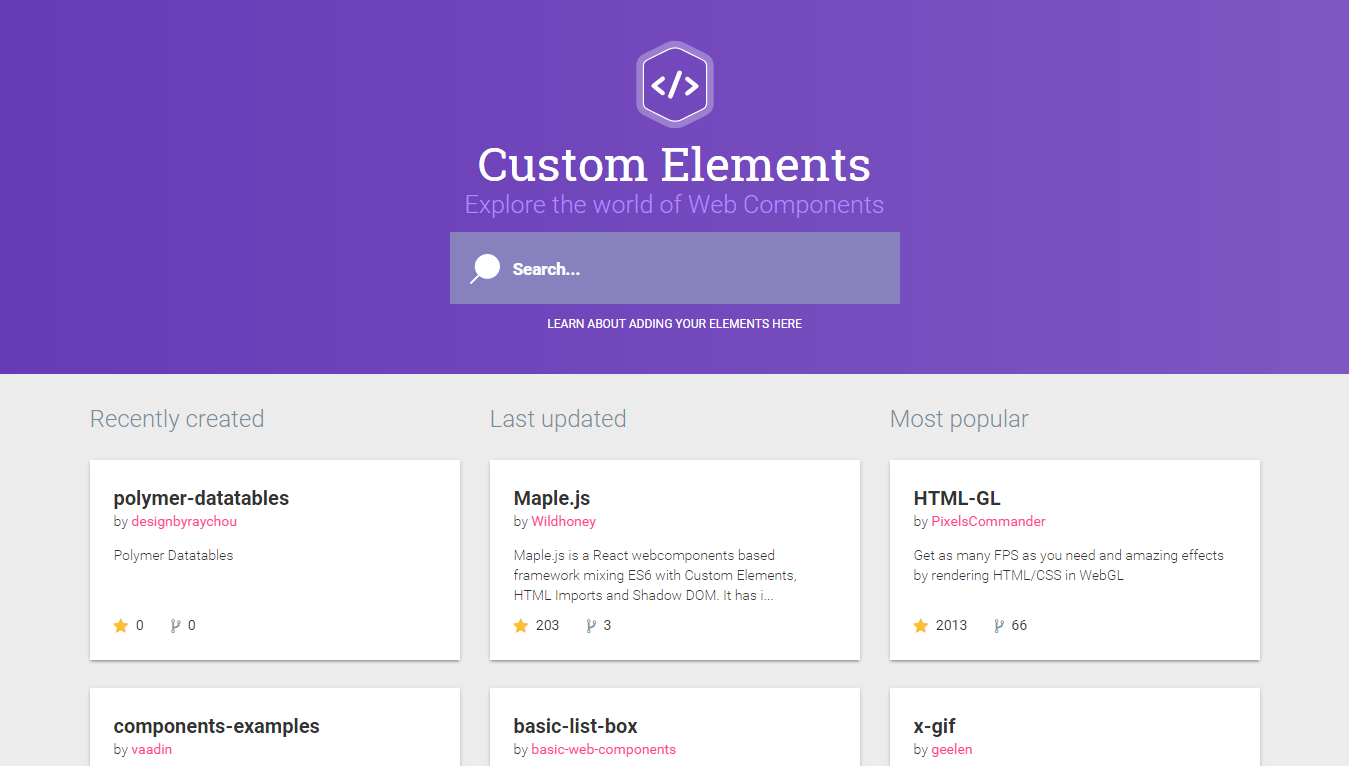 </>
Custom Elements
Explore the world of Web Components
Search...
LEARN ABOUT ADDING YOUR ELEMENTS HERE
Recently created
polymer-datatables
by designbyraychou
Polymer Datatables
0 0
components-examples
by vaadin
Last updated
Maple.js
by Wildhoney
Maple.js is a React webcomponents based
framework mixing ES6 with Custom Elements,
HTML Imports and Shadow DOM. It has i...
203 3
basic-list-box
by basic-web-components
Most popular
HTML-GL
by PixelsCommander
Get as many FPS as you need and amazing effects
by rendering HTML/CSS in WebGL
2013 66
x-gif
by geelen